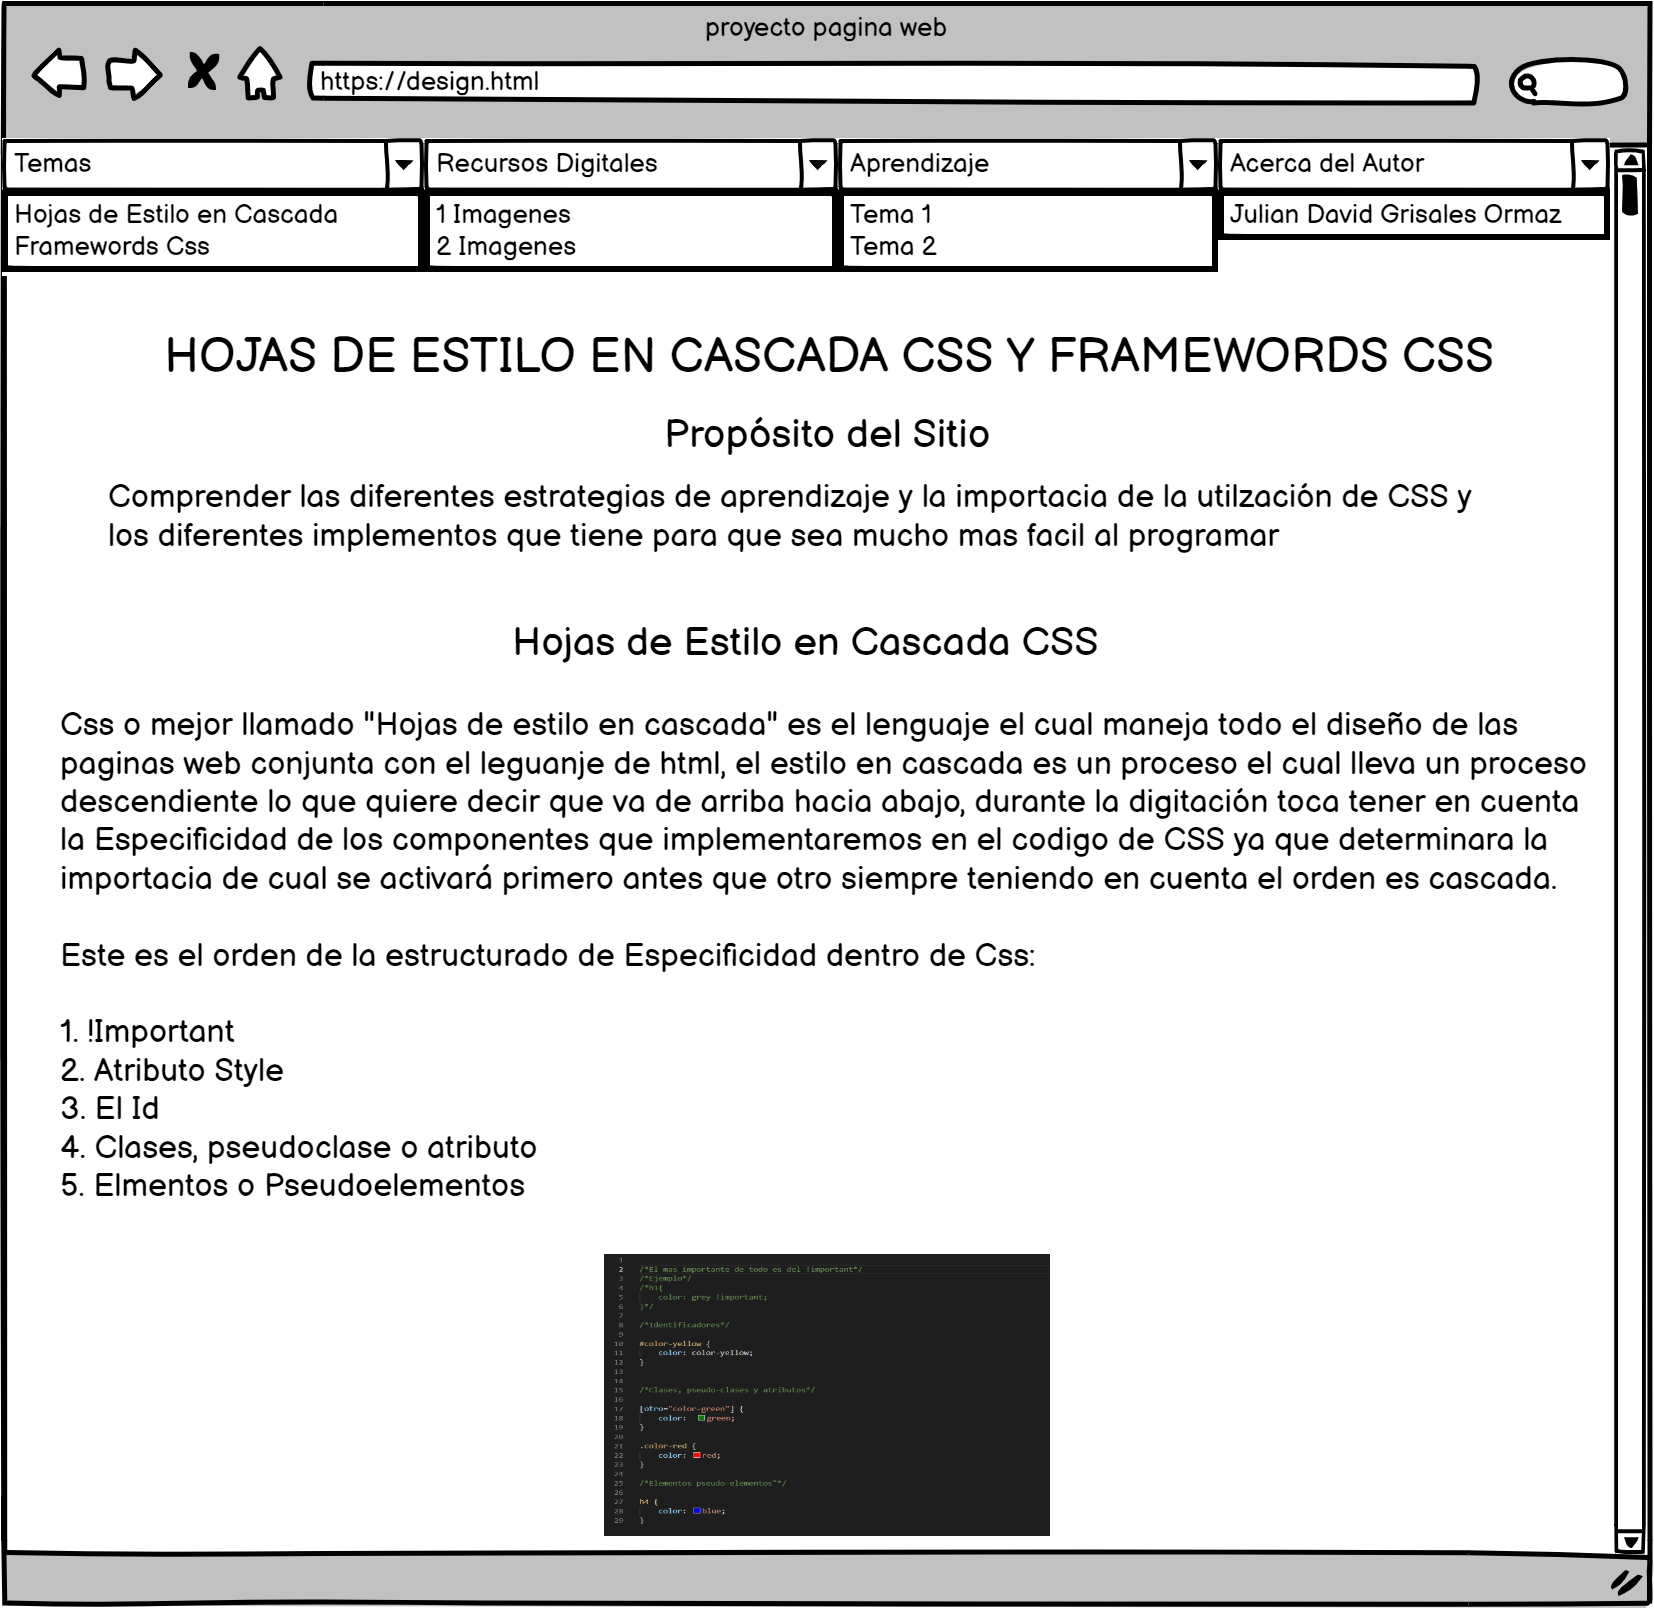 proyecto pagina web
https://design.html
Temas
Recursos Digitales
Aprendizaje
Acerca del Autor
Hojas de Estilo en Cascada
Framewords Css
1 Imagenes
2 Imagenes
Tema 1
Tema 2
Julian David Grisales Ormaz
HOJAS DE ESTILO EN CASCADA CSS Y FRAMEWORDS CSS
Propósito del Sitio
Comprender las diferentes estrategias de aprendizaje y la importacia de la utilzación de CSS y
los diferentes implementos que tiene para que sea mucho mas facil al programar
Hojas de Estilo en Cascada CSS
Css o mejor llamado "Hojas de estilo en cascada" es el lenguaje el cual maneja todo el diseño de las
paginas web conjunta con el leguanje de html, el estilo en cascada es un proceso el cual lleva un proceso
descendiente lo que quiere decir que va de arriba hacia abajo, durante la digitación toca tener en cuenta
la Especificidad de los componentes que implementaremos en el codigo de CSS ya que determinara la
importacia de cual se activará primero antes que otro siempre teniendo en cuenta el orden es cascada.
Este es el orden de la estructurado de Especificidad dentro de Css:
1. !Important
2. Atributo Style
3. El Id
4. Clases, pseudoclase o atributo
5. Elmentos o Pseudoelementos
1
2 /*El mas importante de todo es del !important*/
3 /*Ejemplo*/
4 /*h1{
5 color: grey !important;
6 }*/
7
8 /*Identificadores*/
9
10 #color-yellow {
11 color: color-yellow;
12 }
13
14
15 /*Clases, pseudo-clases y atributos*/
16
17 [otro="color-green"] {
18 color: green;
19 }
20
21 .color-red {
22 color: red;
23 }
24
25 /*Elementos pseudo-elementos"*/
26
27 h4 {
28 color: blue;
29 }